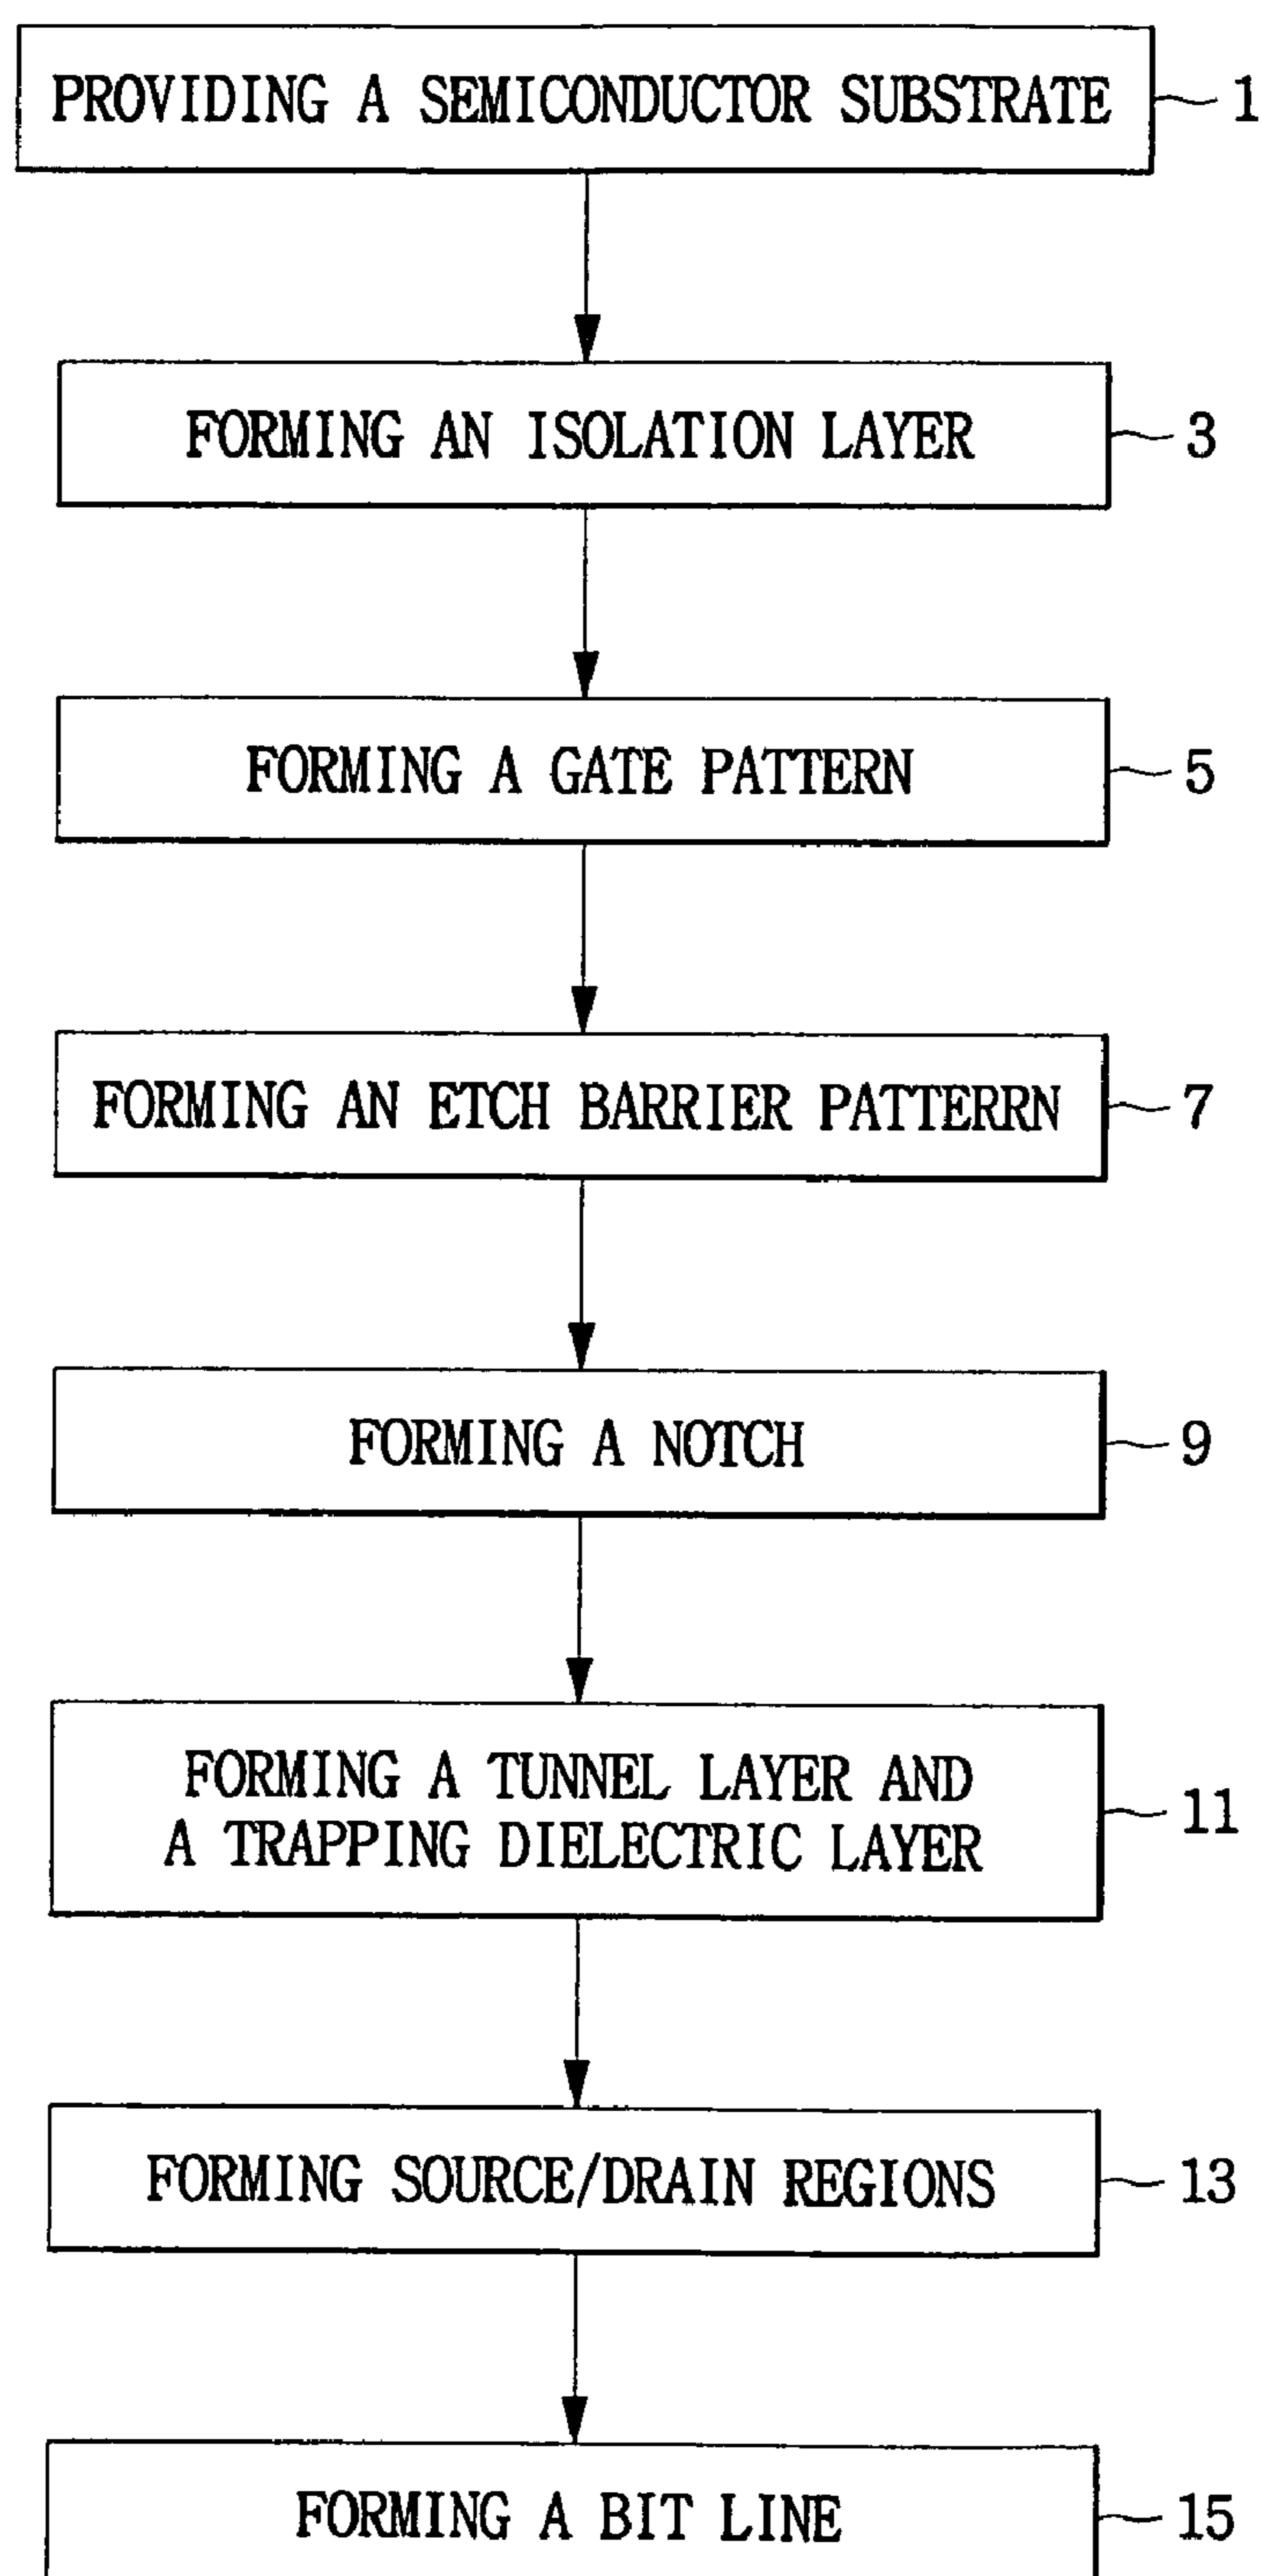 PROVIDING A SEMICONDUCTOR SUBSTRATE 1
FORMING AN ISOLATION LAYER 3
FORMING A GATE PATTERN 5
FORMING AN ETCH BARRIER PATTERRN 7
FORMING A NOTCH 9
FORMING A TUNNEL LAYER AND
A TRAPPING DIELECTRIC LAYER 11
FORMING SOURCE/DRAIN REGIONS 13
FORMING A BIT LINE 15